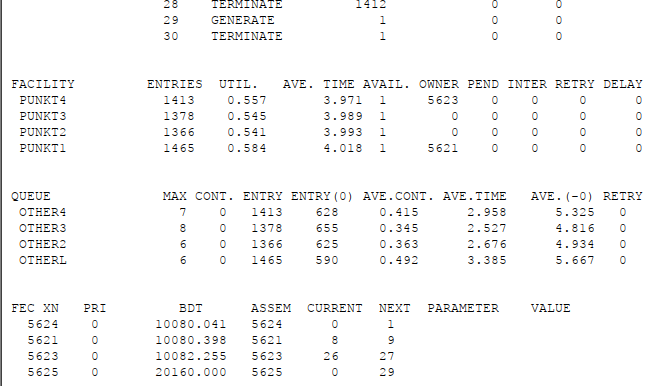 28 TERMINATE 1412 0 0
29 GENERATE 1 0 0
30 TERMINATE 1 0 0
FACILITY ENTRIES UTIL. AVE. TIME AVAIL. OWNER PEND INTER RETRY DELAY
PUNKT4 1413 0.557 3.971 1 5623 0 0 0 0
PUNKT3 1378 0.545 3.989 1 0 0 0 0 0
PUNKT2 1366 0.541 3.993 1 0 0 0 0 0
PUNKT1 1465 0.584 4.018 1 5621 0 0 0 0
QUEUE MAX CONT. ENTRY ENTRY(0) AVE.CONT. AVE.TIME AVE.(-0) RETRY
OTHER4 7 0 1413 628 0.415 2.958 5.325 0
OTHER3 8 0 1378 655 0.345 2.527 4.816 0
OTHER2 6 0 1366 625 0.363 2.676 4.934 0
OTHERL 6 0 1465 590 0.492 3.385 5.667 0
FEC XN PRI BDT ASSEM CURRENT NEXT PARAMETER VALUE
5624 0 10080.041 5624 0 1
5621 0 10080.398 5621 8 9
5623 0 10082.255 5623 26 27
5625 0 20160.000 5625 0 29